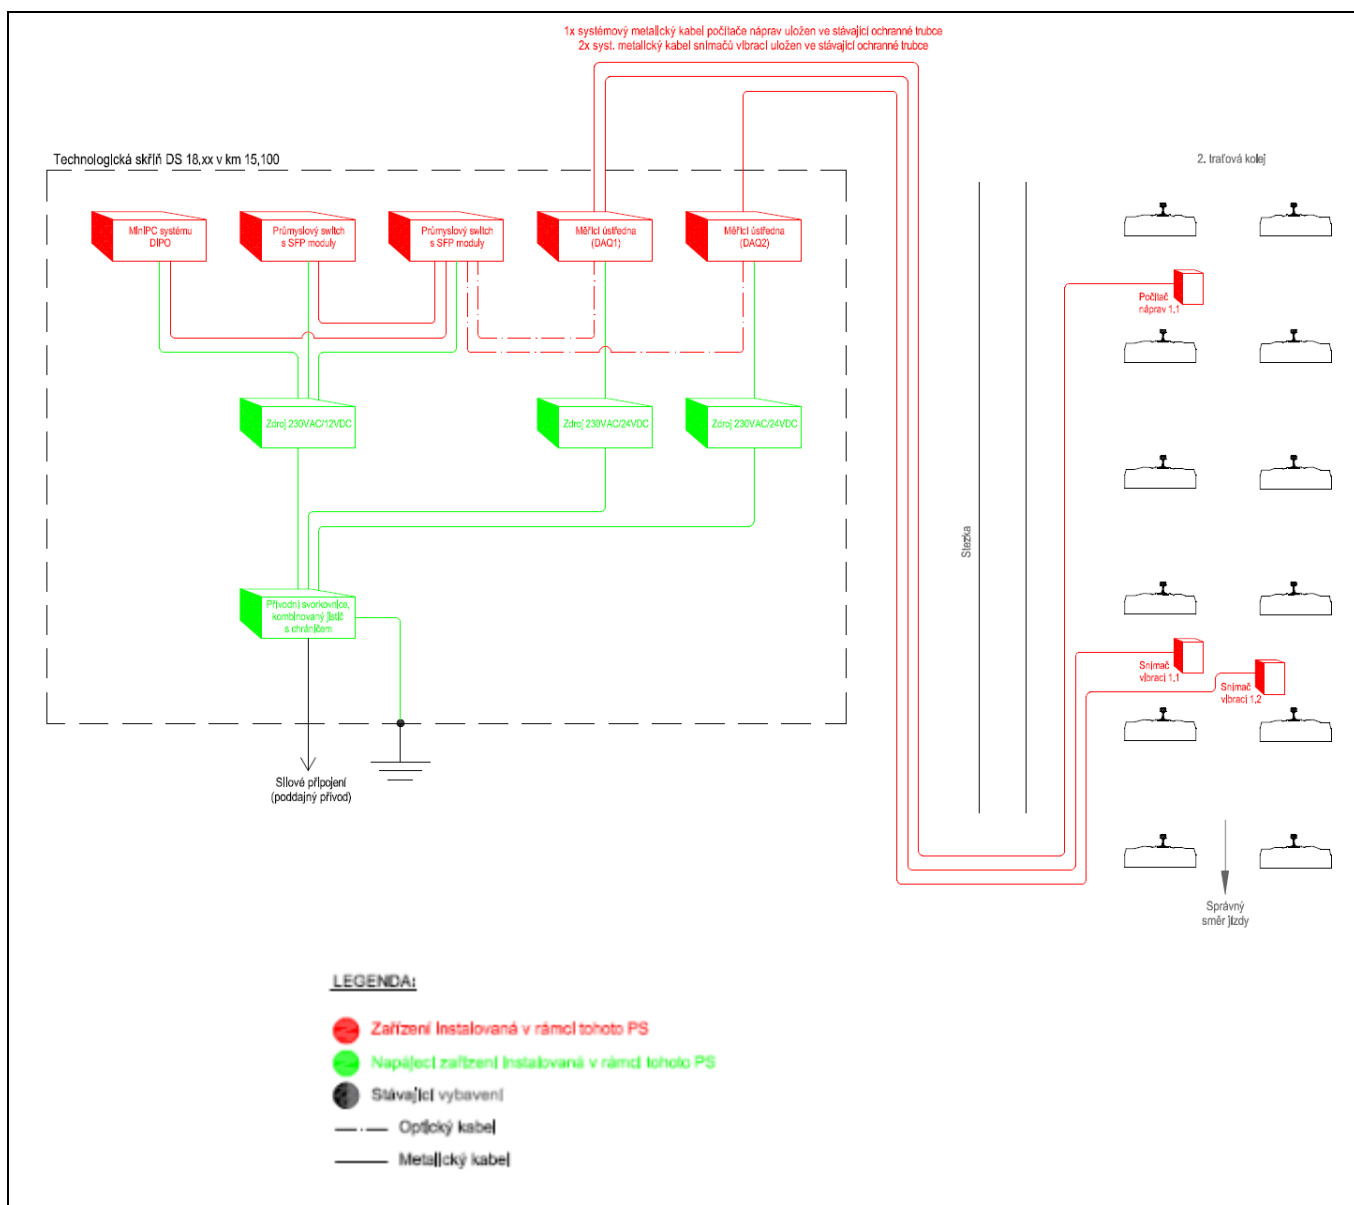 1x systémový metalický kabel počítače náprav uložen ve stávající ochranné trubce
2x syst. metalický kabel snímačů vibrací uložen ve stávající ochranné trubce
Technologická skříň DS 18.xx v km 15,100
2. traťová kolej
MiniPC systému
DIPO
Průmyslový switch
s SFP moduly
Průmyslový switch
s SFP moduly
Měřicí ústředna
(DAQ1)
Měřicí ústředna
(DAQ2)
Počítač
náprav 1.1
Zdroj 230VAC/12VDC
Zdroj 230VAC/24VDC
Zdroj 230VAC/24VDC
Stezka
Přívodní svorkovnice,
kombinovaný jistič
s chráničem
Snímač
vibrací 1.1
Snímač
vibrací 1.2
Silové připojení
(poddajný přívod)
Správný
směr jízdy
LEGENDA:
Zařízení instalovaná v rámci tohoto PS
Napájecí zařízení instalovaná v rámci tohoto PS
Stávající vybavení
Optický kabel
Metalický kabel